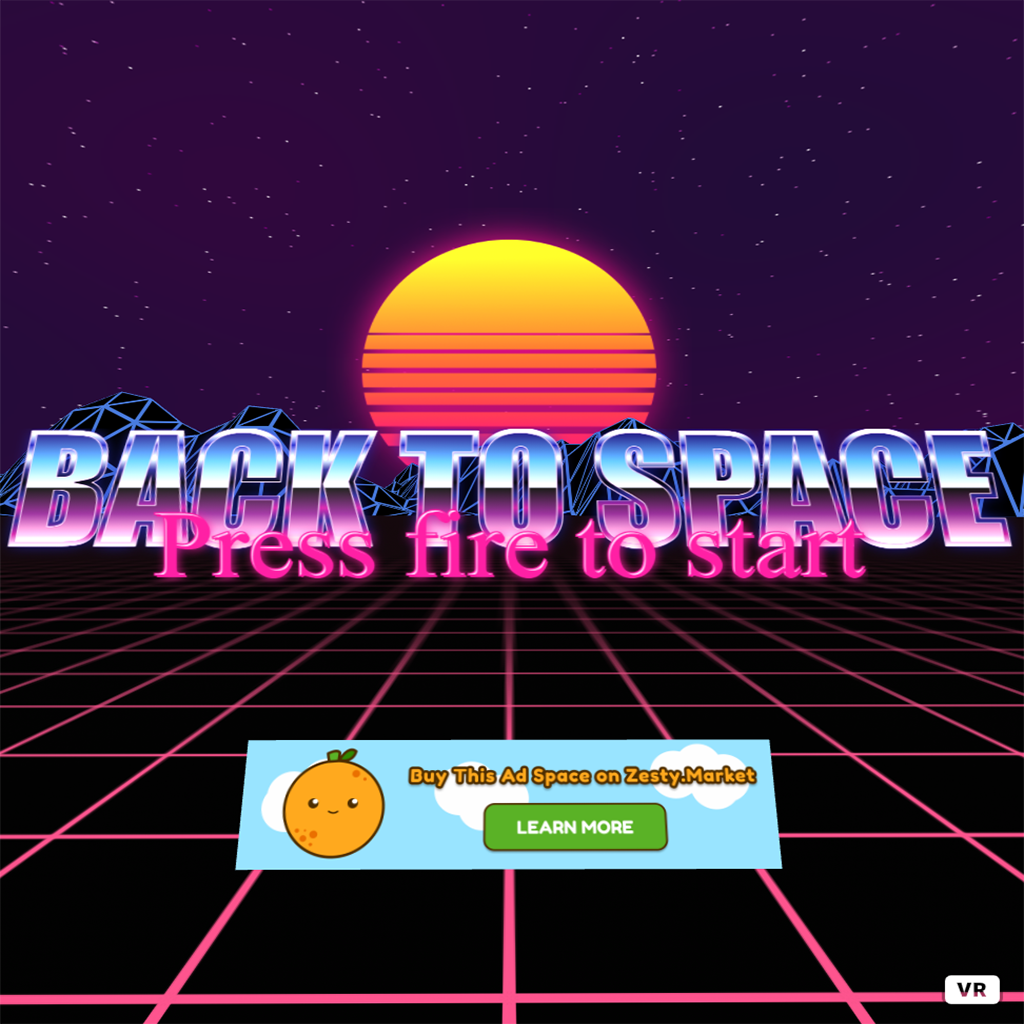 BACK TO SPACE
Press fire to start
Buy This Ad Space on Zesty.Market
LEARN MORE
VR